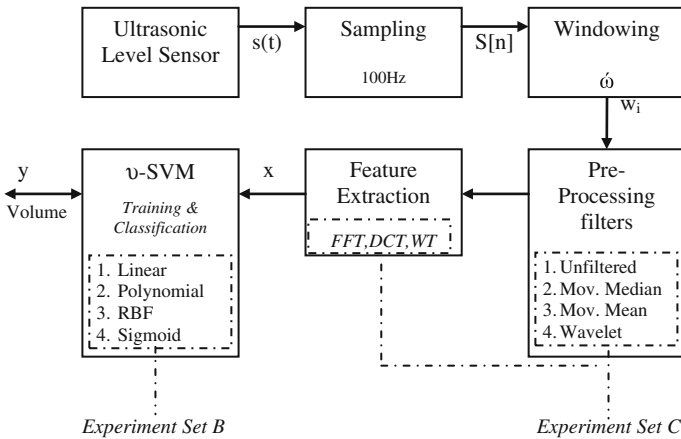 Ultrasonic
Level Sensor
s(t)
Sampling
100Hz
S[n]
Windowing
ώ
wi
y
Volume
υ-SVM
Training &
Classification
1. Linear
2. Polynomial
3. RBF
4. Sigmoid
x
Feature
Extraction
FFT,DCT,WT
Pre-
Processing
filters
1. Unfiltered
2. Mov. Median
3. Mov. Mean
4. Wavelet
Experiment Set B
Experiment Set C